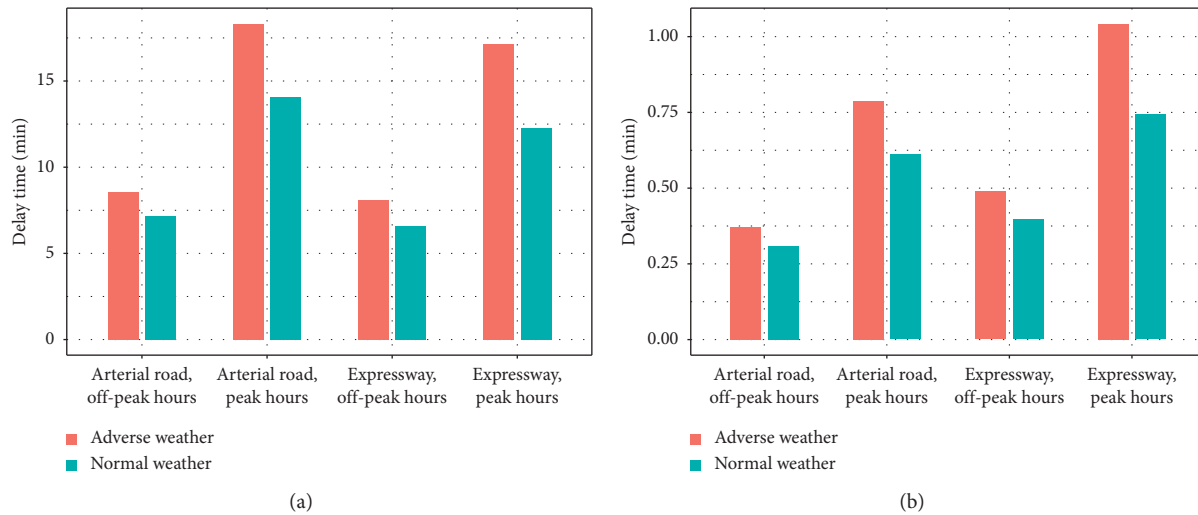 Delay time (min)
15
10
5
0
Arterial road,
off-peak hours
Arterial road,
peak hours
Expressway,
off-peak hours
Expressway,
peak hours
Adverse weather
Normal weather
(a)
Delay time (min)
1.00
0.75
0.50
0.25
0.00
Arterial road,
off-peak hours
Arterial road,
peak hours
Expressway,
off-peak hours
Expressway,
peak hours
Adverse weather
Normal weather
(b)